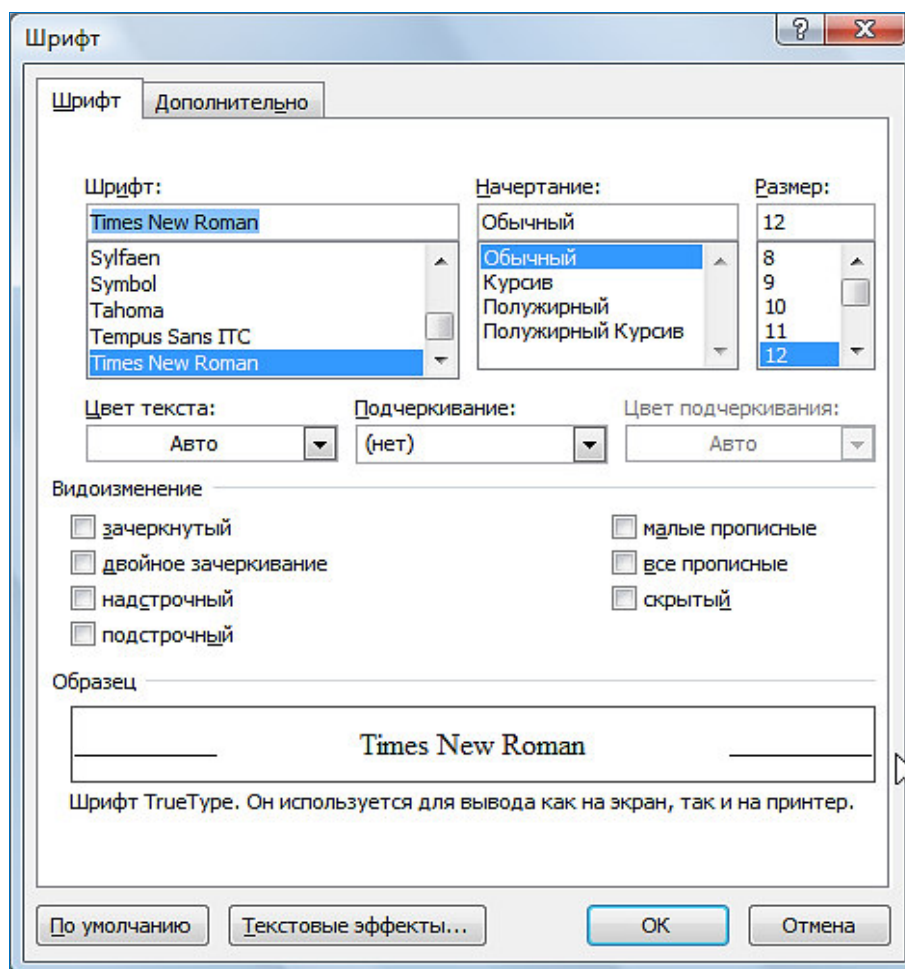 Шрифт
?
X
Шрифт Дополнительно
Шрифт: Начертание: Размер:
Times New Roman Обычный 12
Sylfaen Обычный 8
Symbol Курсив 9
Tahoma Полужирный 10
Tempus Sans ITC Полужирный Курсив 11
Times New Roman 12
Цвет текста: Подчеркивание: Цвет подчеркивания:
Авто (нет) Авто
Видоизменение
зачеркнутый малые прописные
двойное зачеркивание все прописные
надстрочный скрытый
подстрочный
Образец
Times New Roman
Шрифт TrueType. Он используется для вывода как на экран, так и на принтер.
По умолчанию Текстовые эффекты... ОК Отмена